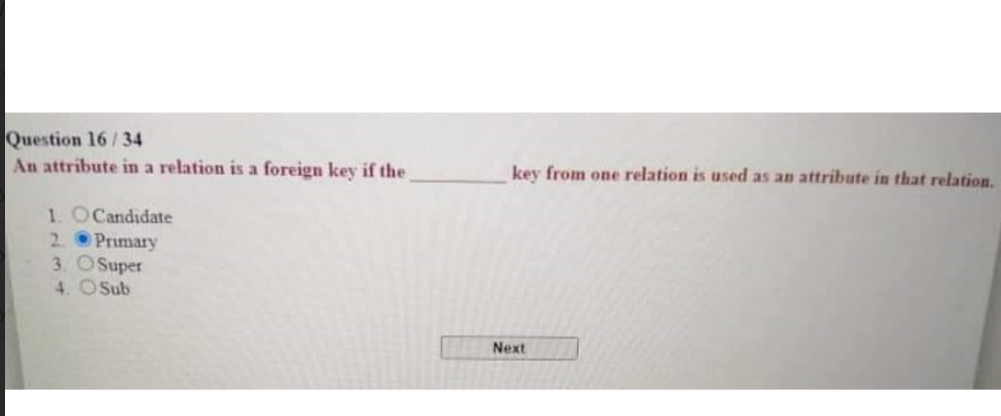 Question 16 / 34
An attribute in a relation is a foreign key if the ________ key from one relation is used as an attribute in that relation.
1. Candidate
2. Primary
3. Super
4. Sub
Next